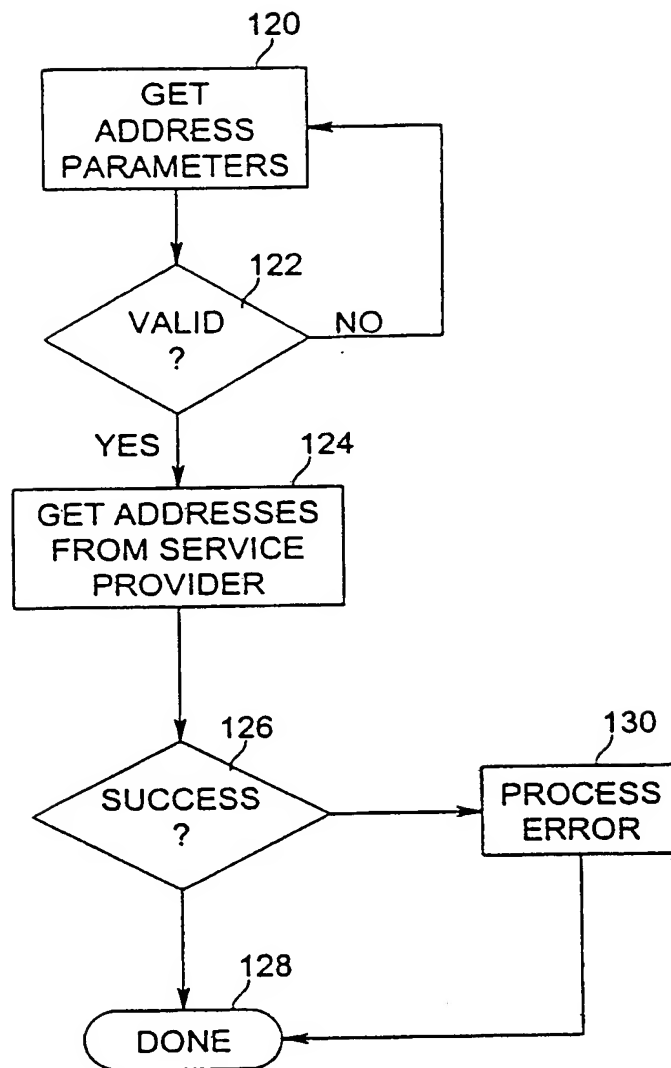 120
GET
ADDRESS
PARAMETERS
122
VALID
?
NO
YES
124
GET ADDRESSES
FROM SERVICE
PROVIDER
126
SUCCESS
?
130
PROCESS
ERROR
128
DONE